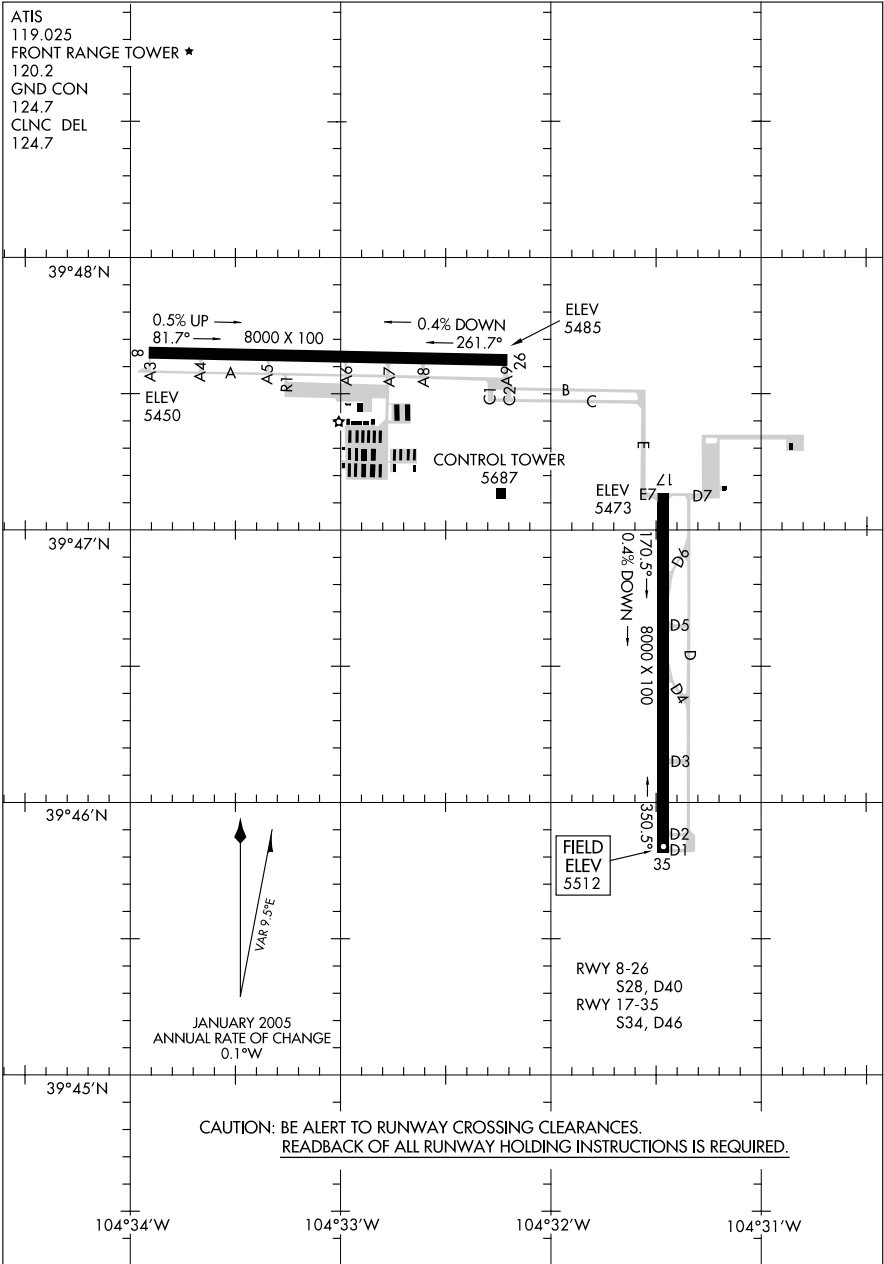 ATIS
119.025
FRONT RANGE TOWER ★
120.2
GND CON
124.7
CLNC DEL
124.7
39°48'N
0.5% UP
81.7°
8000 X 100
0.4% DOWN
261.7°
ELEV
5485
8
26
A3
A4
A
A5
R1
A6
A7
A8
A9
C1
C2
B
C
ELEV
5450
E
CONTROL TOWER
5687
ELEV
5473
E7
17
D7
39°47'N
170.5°
0.4% DOWN
8000 X 100
D6
D5
D
D4
D3
350.5°
39°46'N
D2
D1
35
FIELD
ELEV
5512
VAR 9.5°E
JANUARY 2005
ANNUAL RATE OF CHANGE
0.1°W
RWY 8-26
S28, D40
RWY 17-35
S34, D46
39°45'N
CAUTION: BE ALERT TO RUNWAY CROSSING CLEARANCES.
READBACK OF ALL RUNWAY HOLDING INSTRUCTIONS IS REQUIRED.
104°34'W
104°33'W
104°32'W
104°31'W